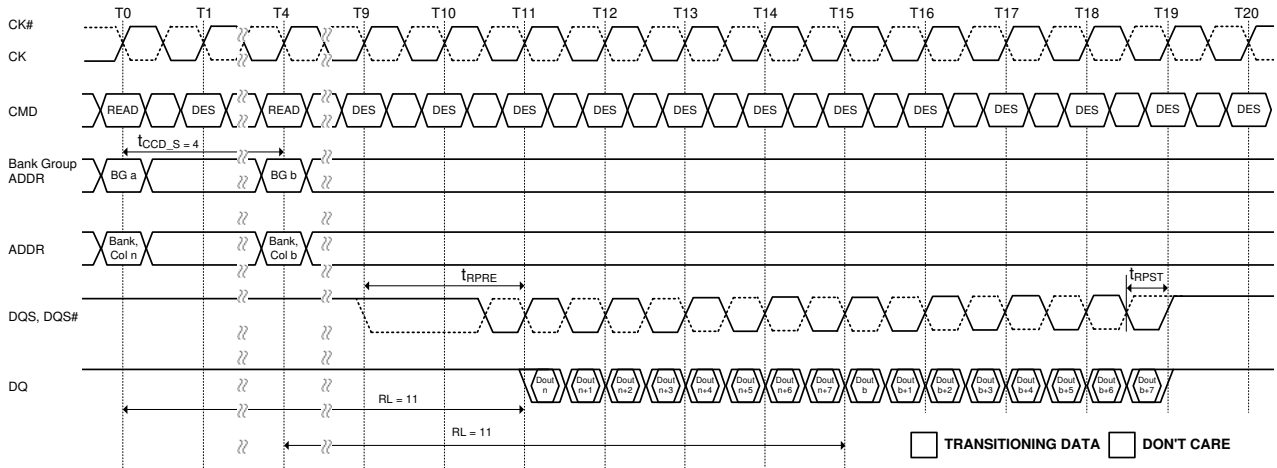 T0 T1 T4 T9 T10 T11 T12 T13 T14 T15 T16 T17 T18 T19 T20
CK#
CK
CMD READ DES READ DES DES DES DES DES DES DES DES DES DES DES DES
tCCD_S = 4
Bank Group
ADDR
BG a BG b
ADDR
Bank,
Col n
Bank,
Col b
tRPRE
tRPST
DQS, DQS#
DQ
Dout
n
Dout
n+1
Dout
n+2
Dout
n+3
Dout
n+4
Dout
n+5
Dout
n+6
Dout
n+7
Dout
b
Dout
b+1
Dout
b+2
Dout
b+3
Dout
b+4
Dout
b+5
Dout
b+6
Dout
b+7
RL = 11
RL = 11
TRANSITIONING DATA DON'T CARE